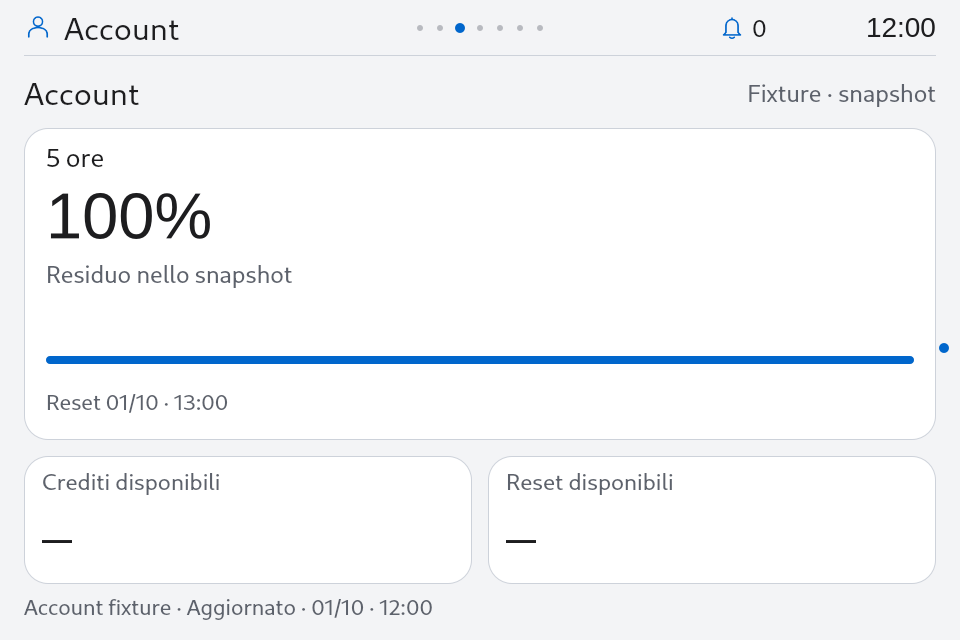 Account
0
12:00
Account
Fixture · snapshot
5 ore
100%
Residuo nello snapshot
Reset 01/10 · 13:00
Crediti disponibili
—
Reset disponibili
—
Account fixture · Aggiornato · 01/10 · 12:00